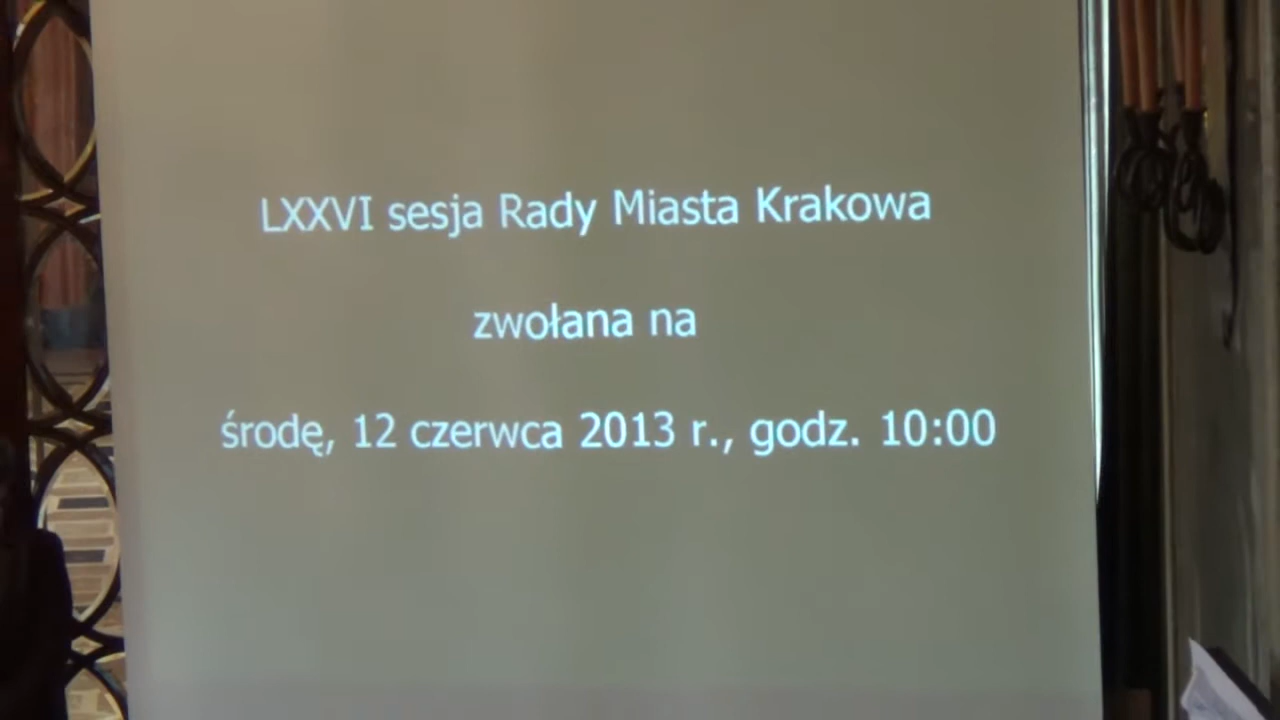 LXXVI sesja Rady Miasta Krakowa
zwołana na
środę, 12 czerwca 2013 r., godz. 10:00